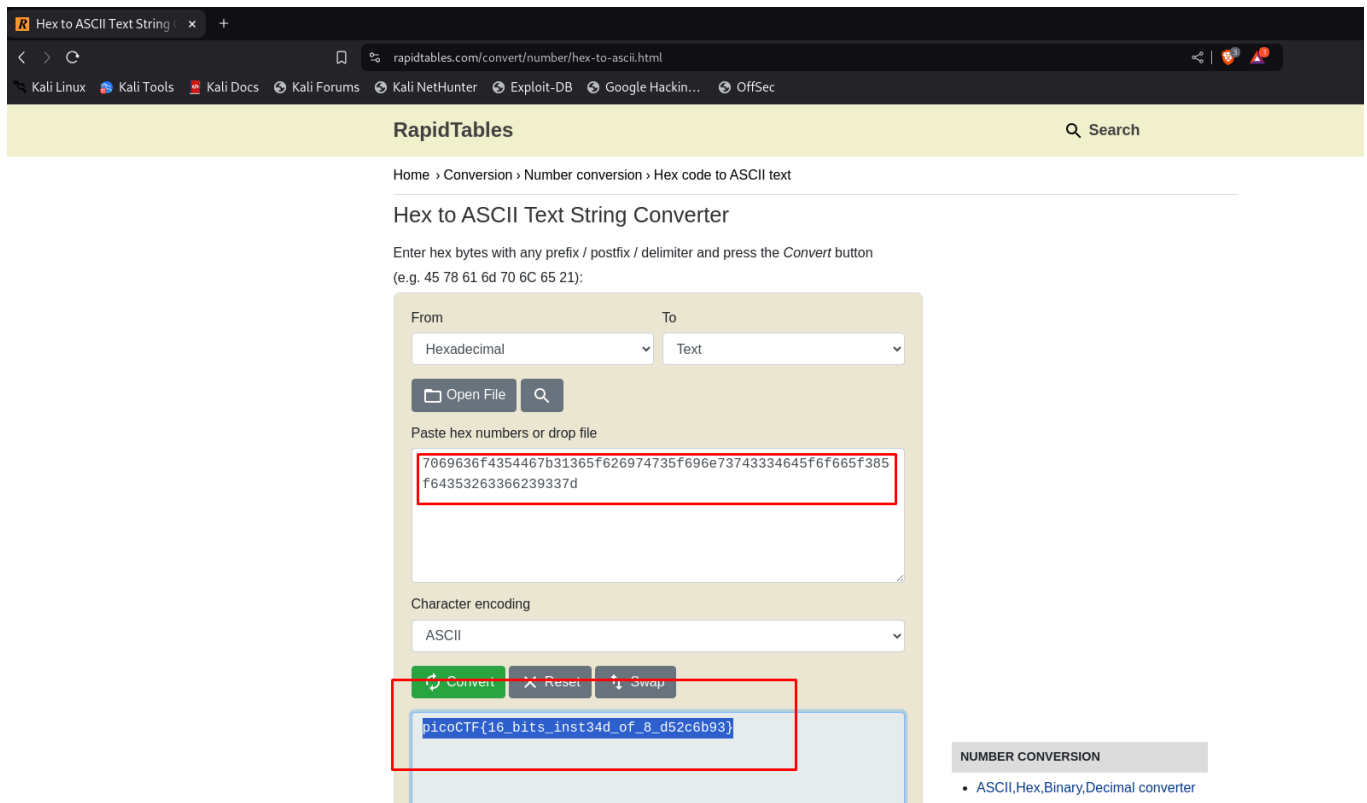 Hex to ASCII Text String
rapidtables.com/convert/number/hex-to-ascii.html
3
1
Kali Linux Kali Tools Kali Docs Kali Forums Kali NetHunter Exploit-DB Google Hackin... OffSec
RapidTables
Search
Home › Conversion › Number conversion › Hex code to ASCII text
Hex to ASCII Text String Converter
Enter hex bytes with any prefix / postfix / delimiter and press the Convert button
(e.g. 45 78 61 6d 70 6C 65 21):
From To
Hexadecimal Text
Open File
Paste hex numbers or drop file
7069636f4354467b31365f626974735f696e73743334645f6f665f385
f64353263366239337d
Character encoding
ASCII
Convert Reset Swap
picoCTF{16_bits_inst34d_of_8_d52c6b93}
NUMBER CONVERSION
ASCII,Hex,Binary,Decimal converter